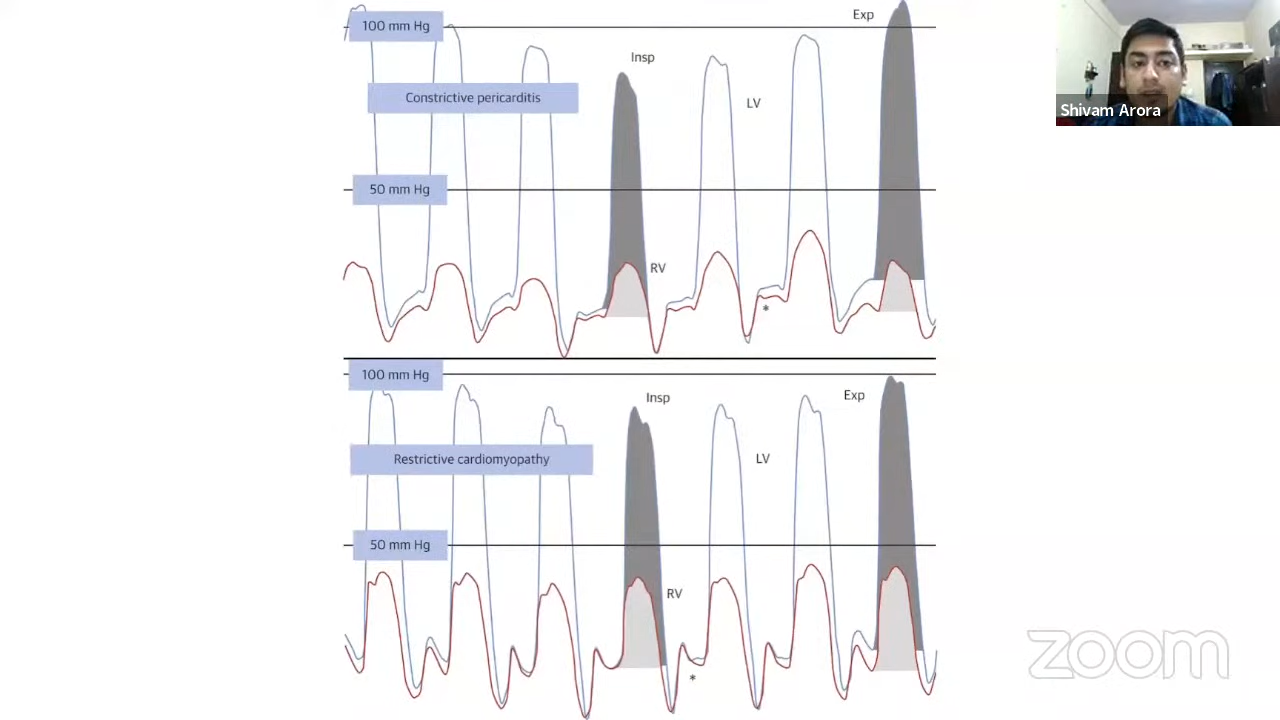 100 mm Hg
Exp
Insp
Constrictive pericarditis
LV
50 mm Hg
RV
*
100 mm Hg
Insp
Exp
Restrictive cardiomyopathy
LV
50 mm Hg
RV
*
Shivam Arora
zoom